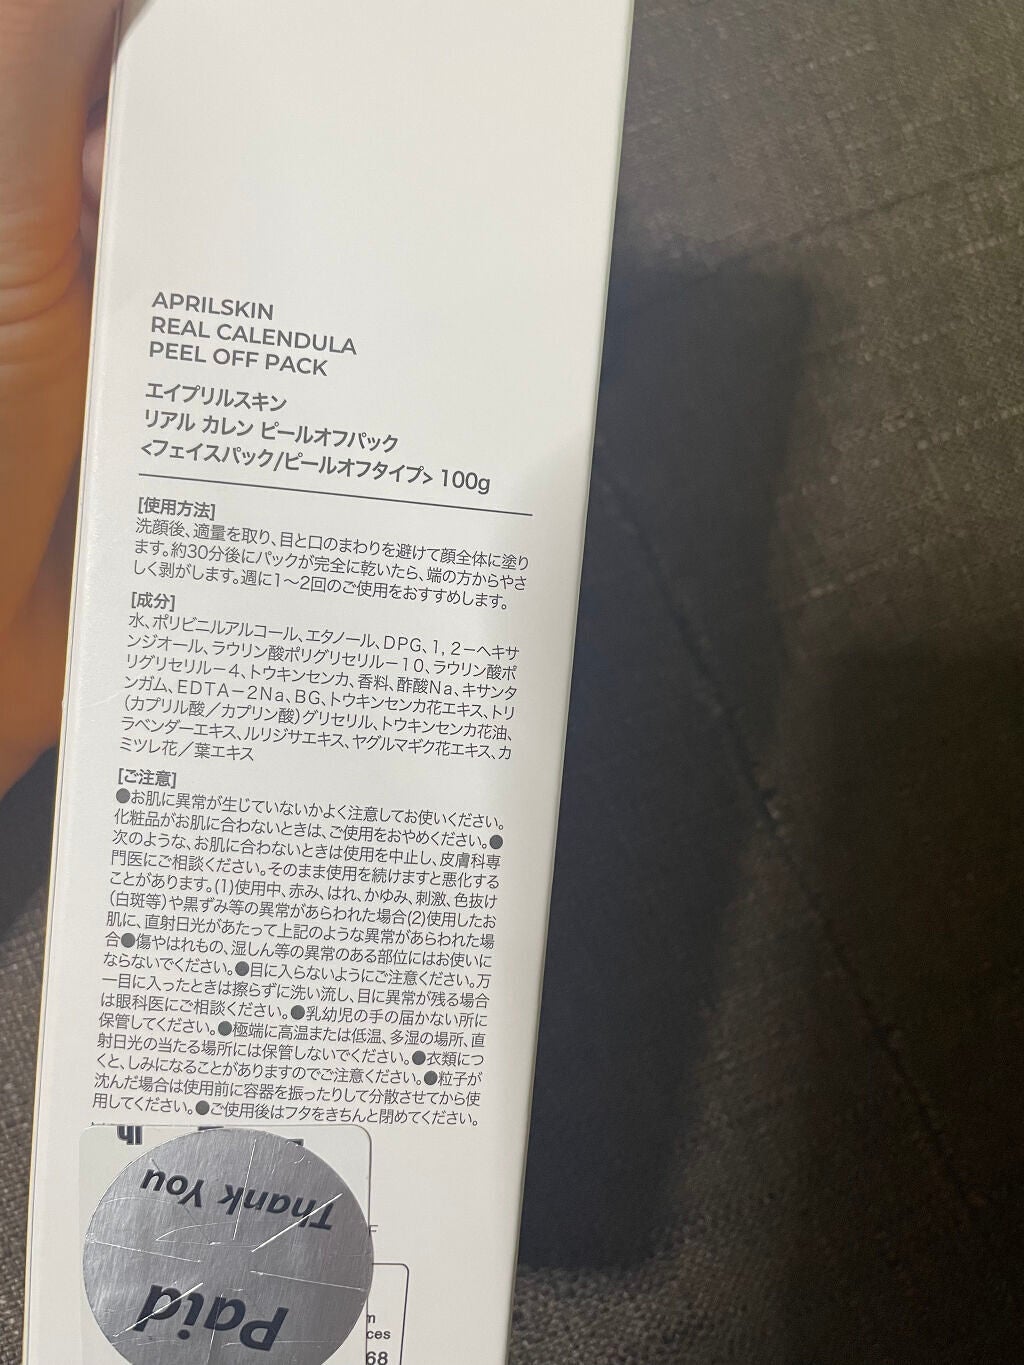 APRILSKIN
REAL CALENDULA
PEEL OFF PACK
エイプリルスキン
リアル カレン ピールオフパック
<フェイスパック/ピールオフタイプ> 100g
[使用方法]
洗顔後、適量を取り、目と口のまわりを避けて顔全体に塗り
ます。約30分後にパックが完全に乾いたら、端の方からやさ
しく剥がします。週に1～2回のご使用をおすすめします。
[成分]
水、ポリビニルアルコール、エタノール、DPG、1,2－ヘキサ
ンジオール、ラウリン酸ポリグリセリル－10、ラウリン酸ポ
リグリセリル－4、トウキンセンカ、香料、酢酸Na、キサンタ
ンガム、EDTA－2Na、BG、トウキンセンカ花エキス、トリ
(カプリル酸／カプリン酸)グリセリル、トウキンセンカ花油、
ラベンダーエキス、ルリジサエキス、ヤグルマギク花エキス、カ
ミツレ花／葉エキス
[ご注意]
●お肌に異常が生じていないかよく注意してお使いください。
化粧品がお肌に合わないときは、ご使用をおやめください。●
次のような、お肌に合わないときは使用を中止し、皮膚科専
門医にご相談ください。そのまま使用を続けますと悪化する
ことがあります。(1)使用中、赤み、はれ、かゆみ、刺激、色抜け
(白斑等)や黒ずみ等の異常があらわれた場合(2)使用したお
肌に、直射日光があたって上記のような異常があらわれた場
合●傷やはれもの、湿しん等の異常のある部位にはお使いに
ならないでください。●目に入らないようにご注意ください。万
一目に入ったときは擦らずに洗い流し、目に異常が残る場合
は眼科医にご相談ください。●乳幼児の手の届かない所に
保管してください。●極端に高温または低温、多湿の場所、直
射日光の当たる場所には保管しないでください。●衣類につ
くと、しみになることがありますのでご注意ください。●粒子が
沈んだ場合は使用前に容器を振ったりして分散させてから使
用してください。●ご使用後はフタをきちんと閉めてください。
Thank You
Paid
ces
68